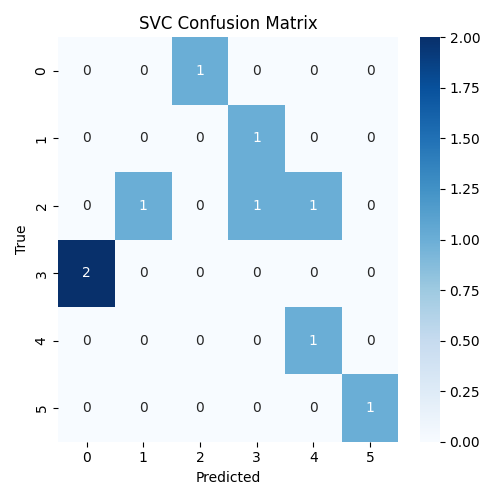 SVC Confusion Matrix
0 0 0 1 0 0 0 2.00
1 0 0 0 1 0 0 1.75
2 0 1 0 1 1 0 1.50
3 2 0 0 0 0 0 1.25
4 0 0 0 0 1 0 1.00
5 0 0 0 0 0 1 0.75
0.50
0.25
0.00
True
0 1 2 3 4 5
Predicted